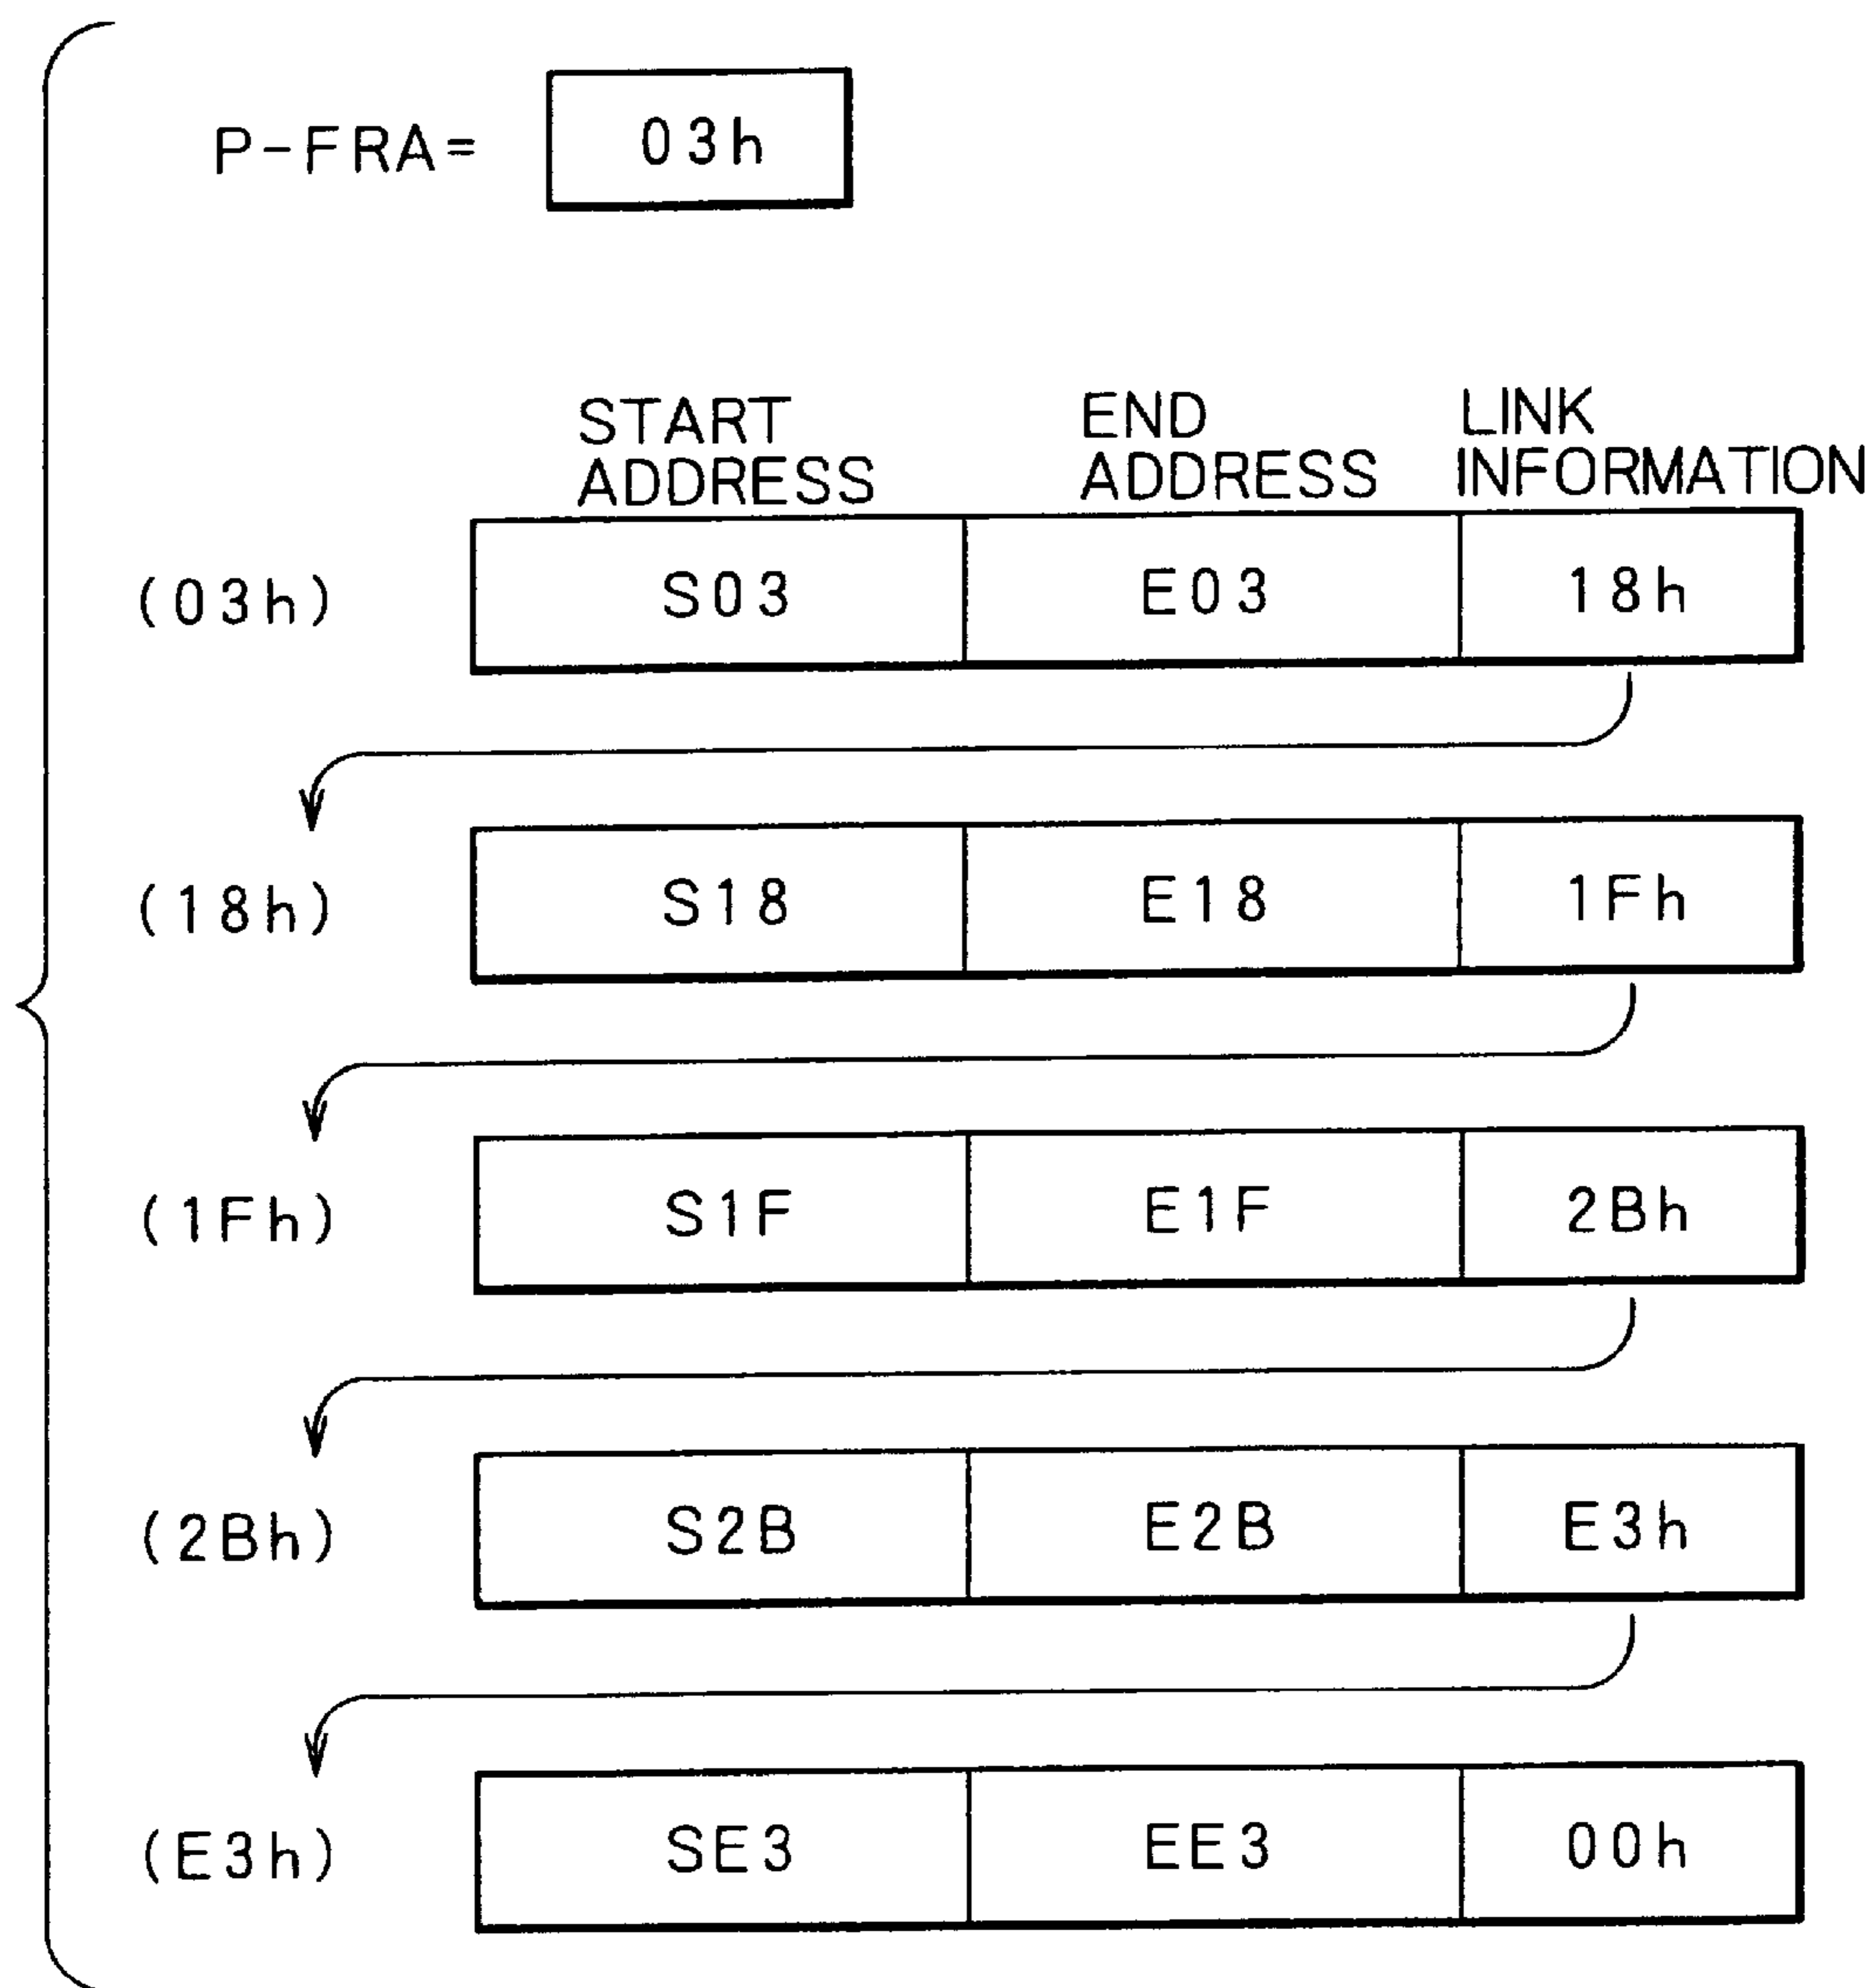 P-FRA= 03h
START ADDRESS END ADDRESS LINK INFORMATION
(03h) S03 E03 18h
(18h) S18 E18 1Fh
(1Fh) S1F E1F 2Bh
(2Bh) S2B E2B E3h
(E3h) SE3 EE3 00h